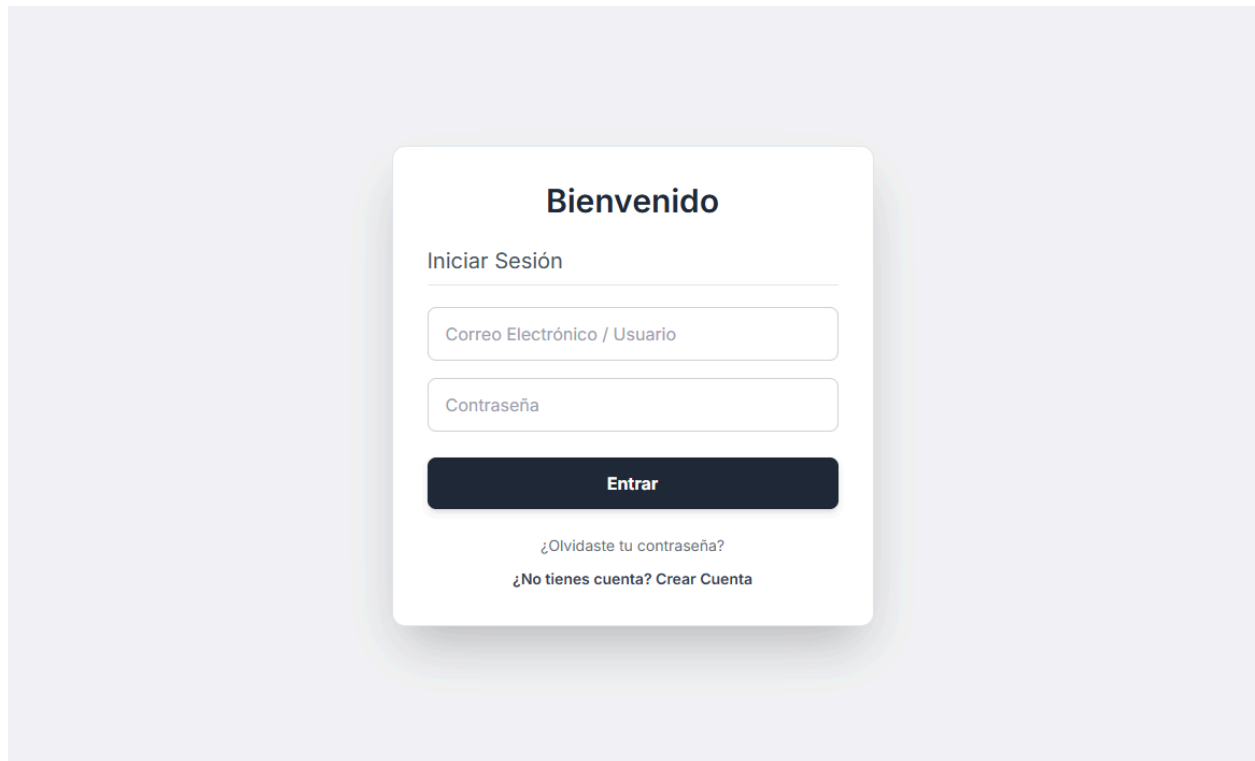 Bienvenido
Iniciar Sesión
Correo Electrónico / Usuario
Contraseña
Entrar
¿Olvidaste tu contraseña?
¿No tienes cuenta? Crear Cuenta